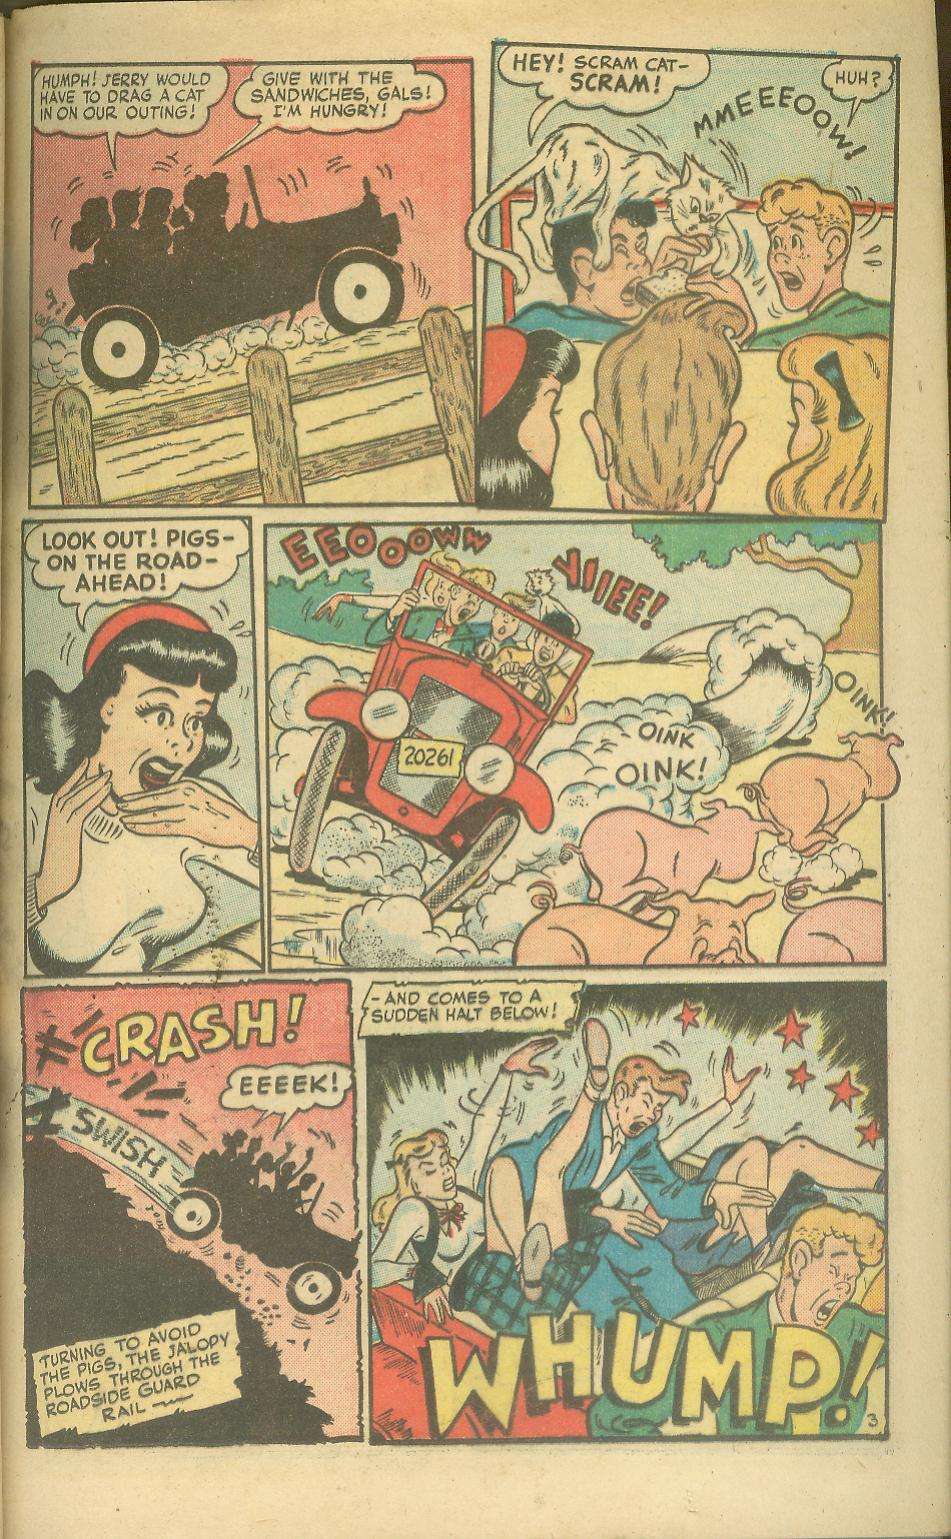 HUMPH! JERRY WOULD
HAVE TO DRAG A CAT
IN ON OUR OUTING!
GIVE WITH THE
SANDWICHES, GALS!
I'M HUNGRY!
HEY! SCRAM CAT-
SCRAM!
MMEEEOOW!
HUH?
LOOK OUT! PIGS-
ON THE ROAD-
AHEAD!
EEOOOWW
YIIEE!
20261
OINK
OINK!
OINK!
CRASH!
EEEEK!
SWISH
TURNING TO AVOID
THE PIGS, THE JALOPY
PLOWS THROUGH THE
ROADSIDE GUARD
RAIL —
- AND COMES TO A
SUDDEN HALT BELOW!
WHUMP!
3